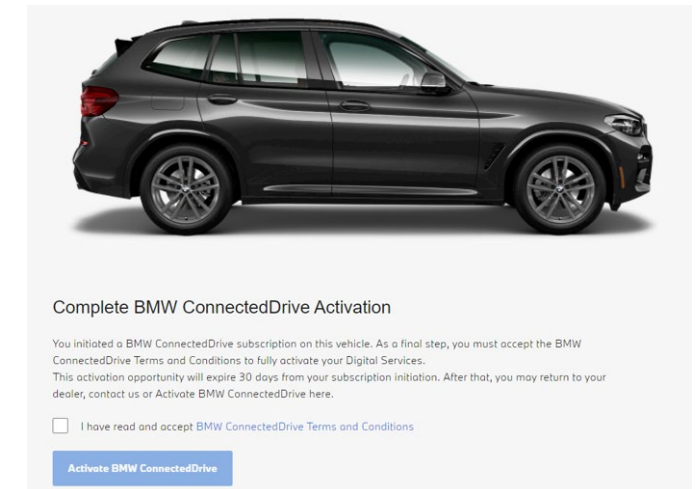 Complete BMW ConnectedDrive Activation
You initiated a BMW ConnectedDrive subscription on this vehicle. As a final step, you must accept the BMW
ConnectedDrive Terms and Conditions to fully activate your Digital Services.
This activation opportunity will expire 30 days from your subscription initiation. After that, you may return to your
dealer, contact us or Activate BMW ConnectedDrive here.
I have read and accept BMW ConnectedDrive Terms and Conditions
Activate BMW ConnectedDrive